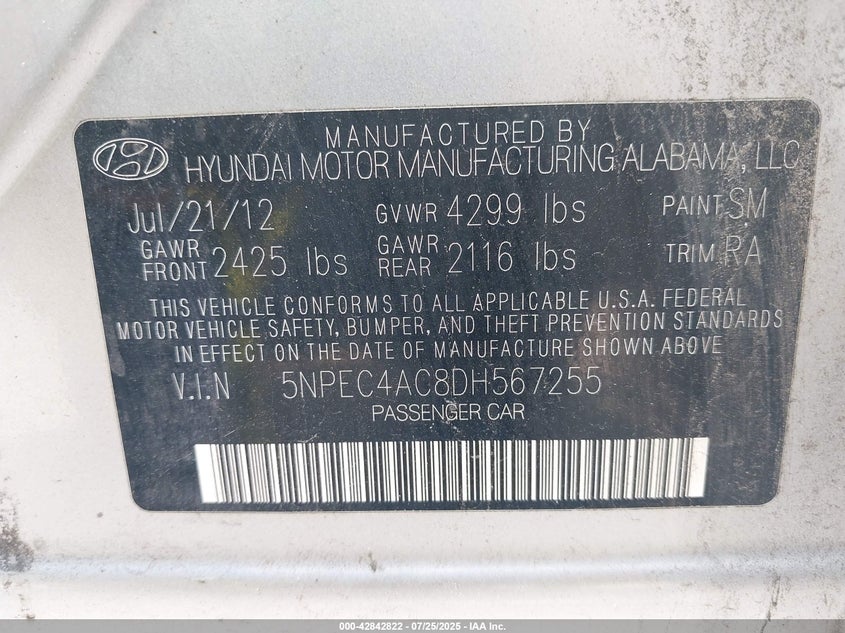 MANUFACTURED BY
HYUNDAI MOTOR MANUFACTURING ALABAMA, LLC
Jul/21/12 GVWR 4299 lbs PAINT SM
GAWR FRONT 2425 lbs GAWR REAR 2116 lbs TRIM RA
THIS VEHICLE CONFORMS TO ALL APPLICABLE U.S.A. FEDERAL
MOTOR VEHICLE SAFETY, BUMPER, AND THEFT PREVENTION STANDARDS
IN EFFECT ON THE DATE OF MANUFACTURE SHOWN ABOVE
V.I.N 5NPEC4AC8DH567255
PASSENGER CAR
000-42842822 - 07/25/2025 - IAA Inc.